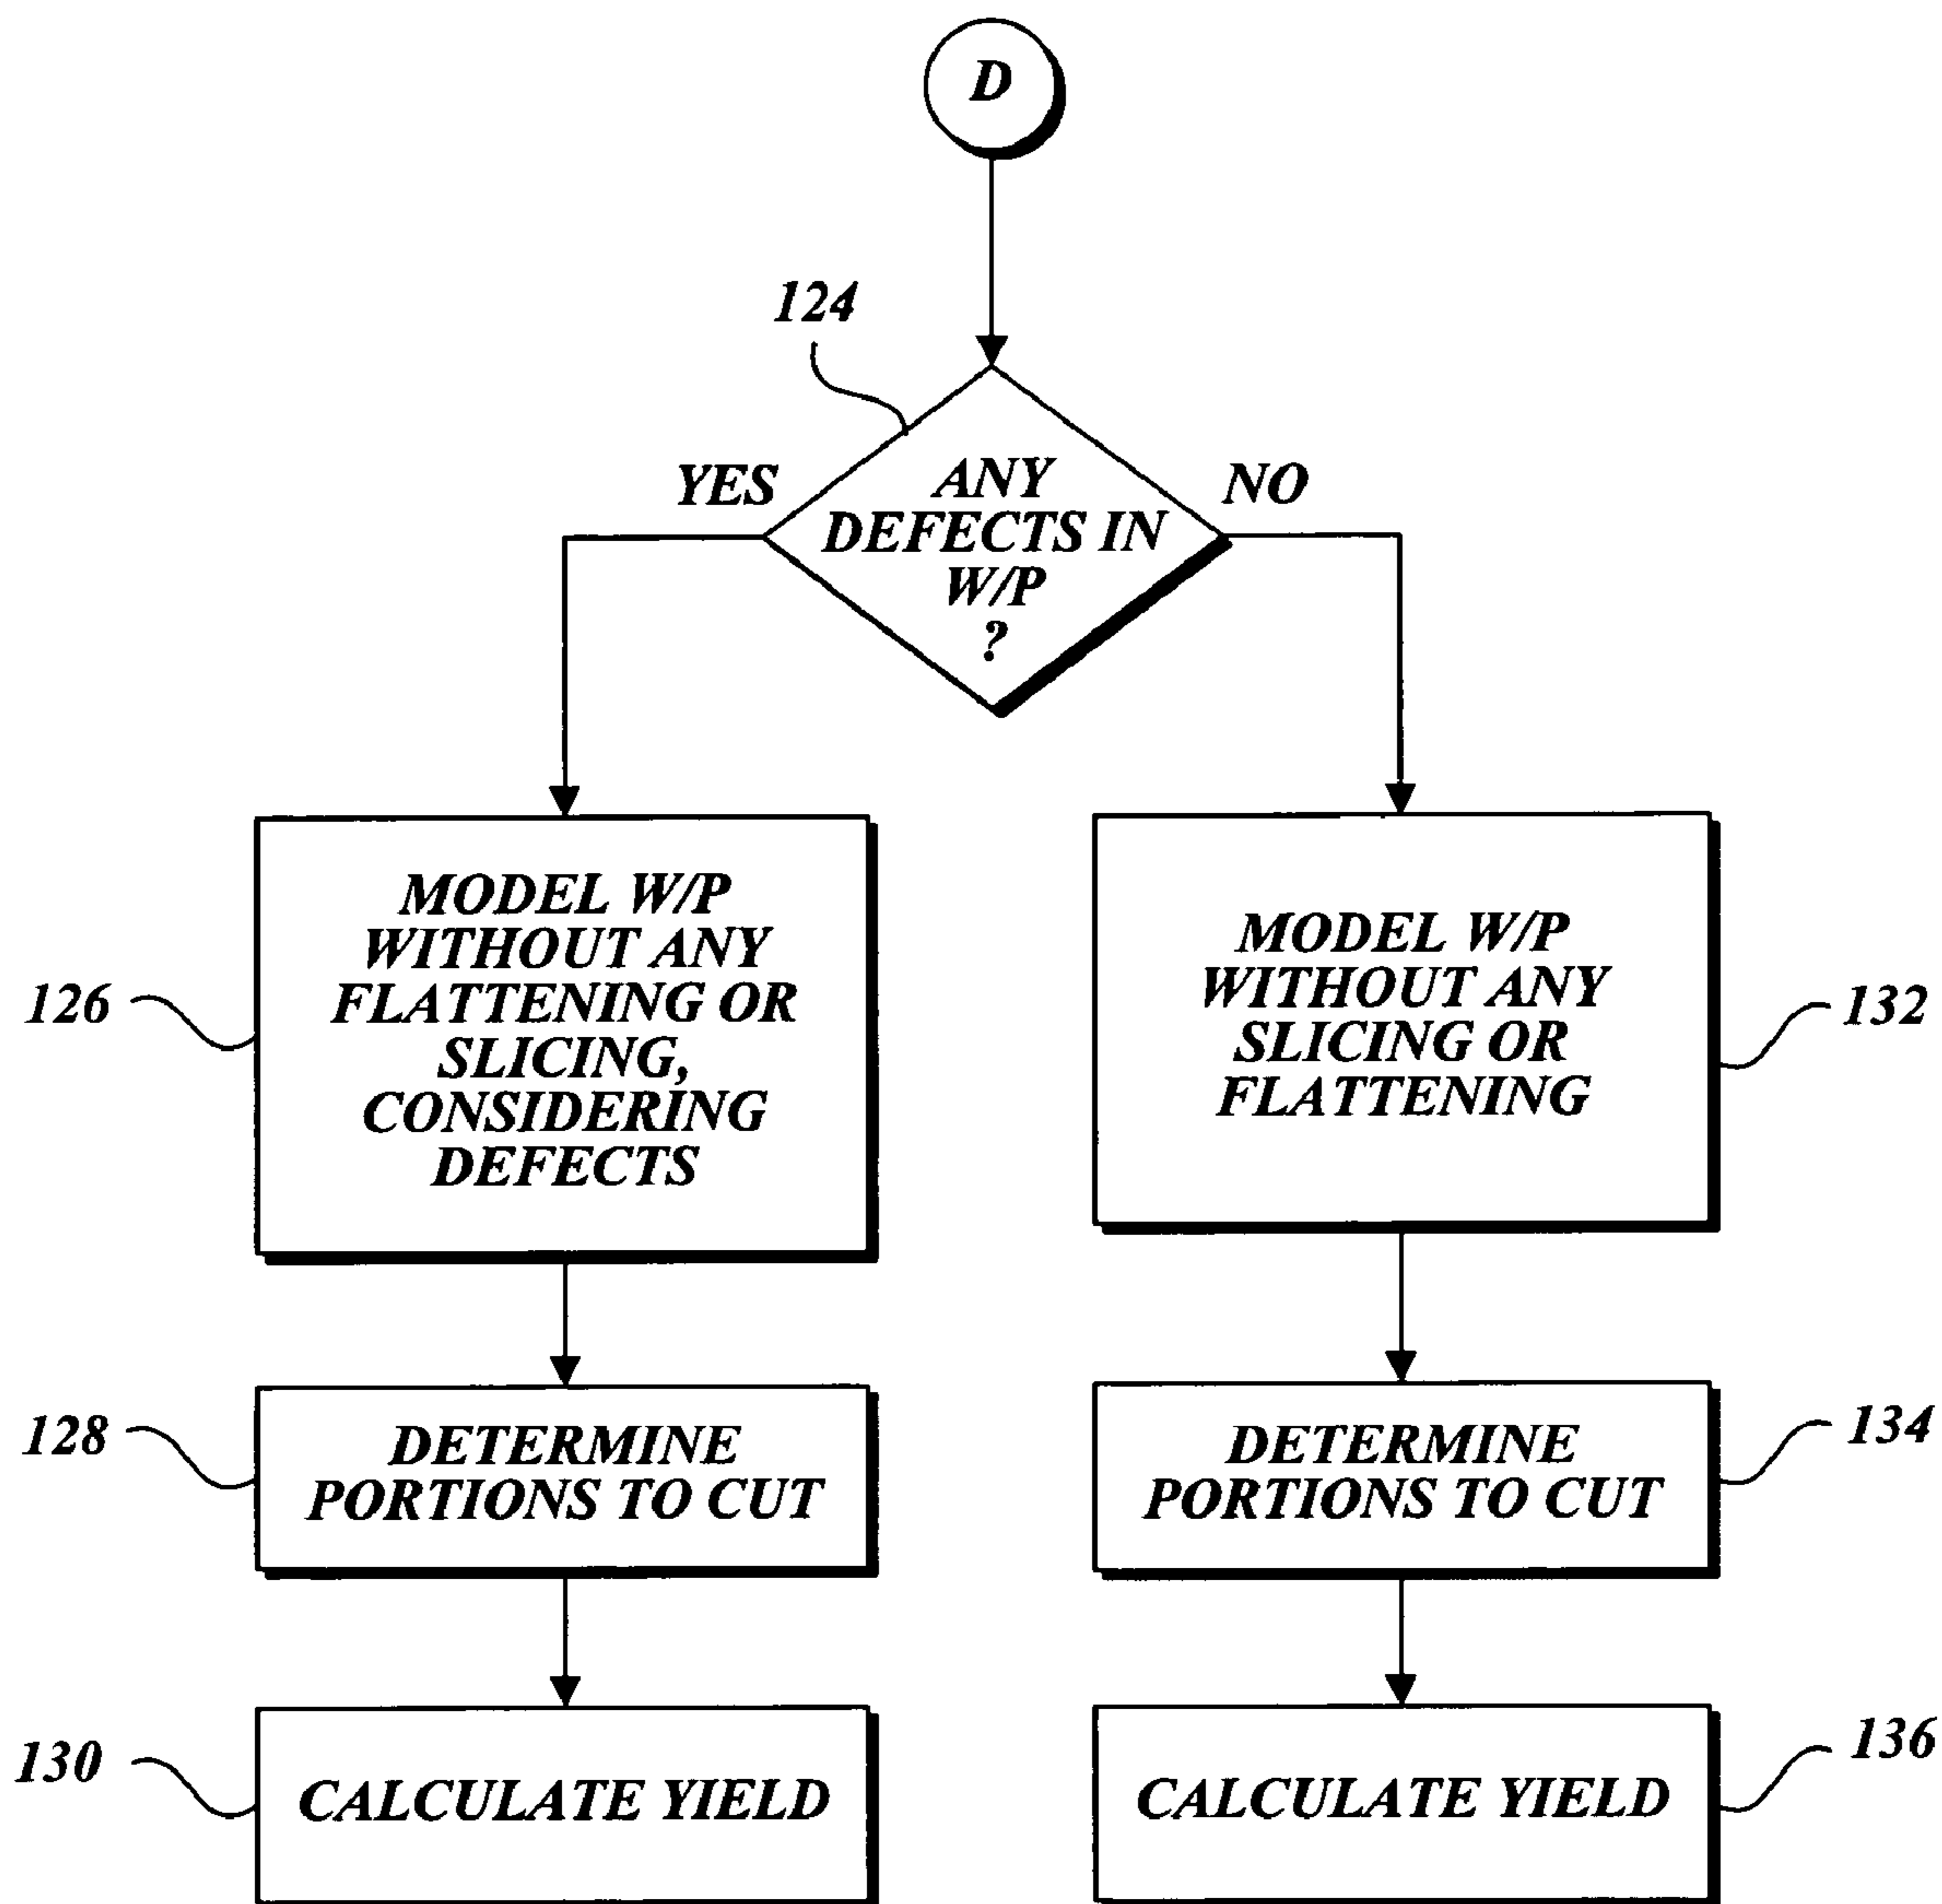 D
124
YES
NO
ANY
DEFECTS IN
W/P
?
MODEL W/P
WITHOUT ANY
FLATTENING OR
SLICING,
CONSIDERING
DEFECTS
126
MODEL W/P
WITHOUT ANY
SLICING OR
FLATTENING
132
128
DETERMINE
PORTIONS TO CUT
DETERMINE
PORTIONS TO CUT
134
130
CALCULATE YIELD
CALCULATE YIELD
136